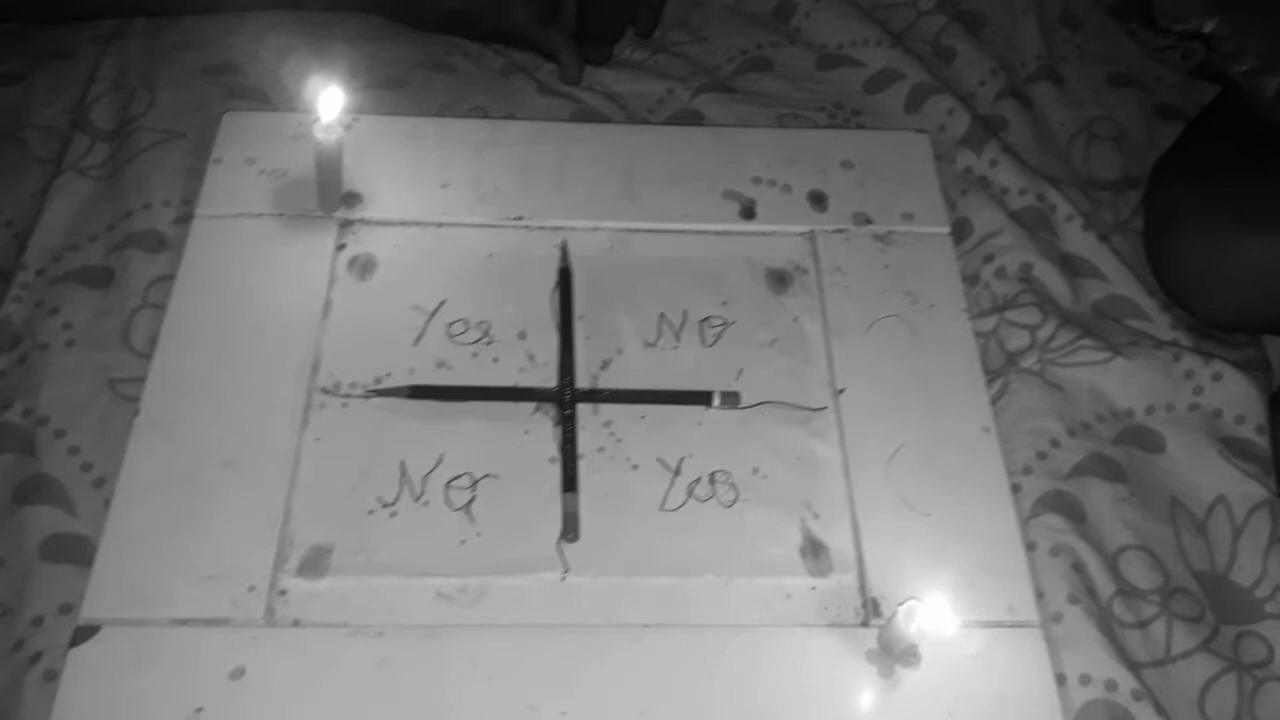 Yes No
No Yes